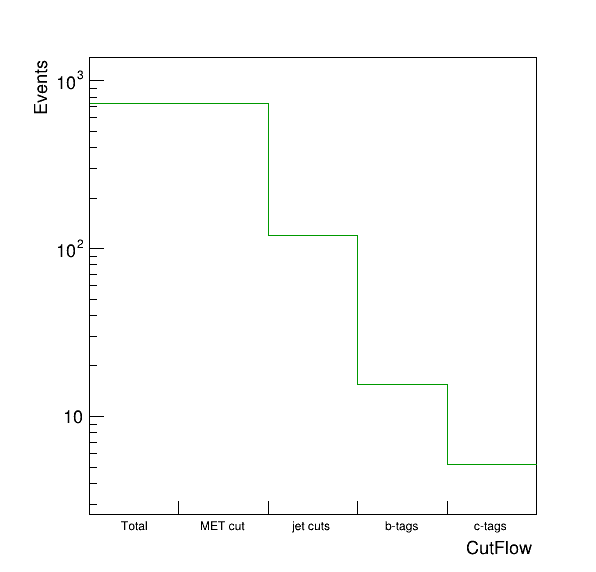 Events
10³
10²
10
Total
MET cut
jet cuts
b-tags
c-tags
CutFlow